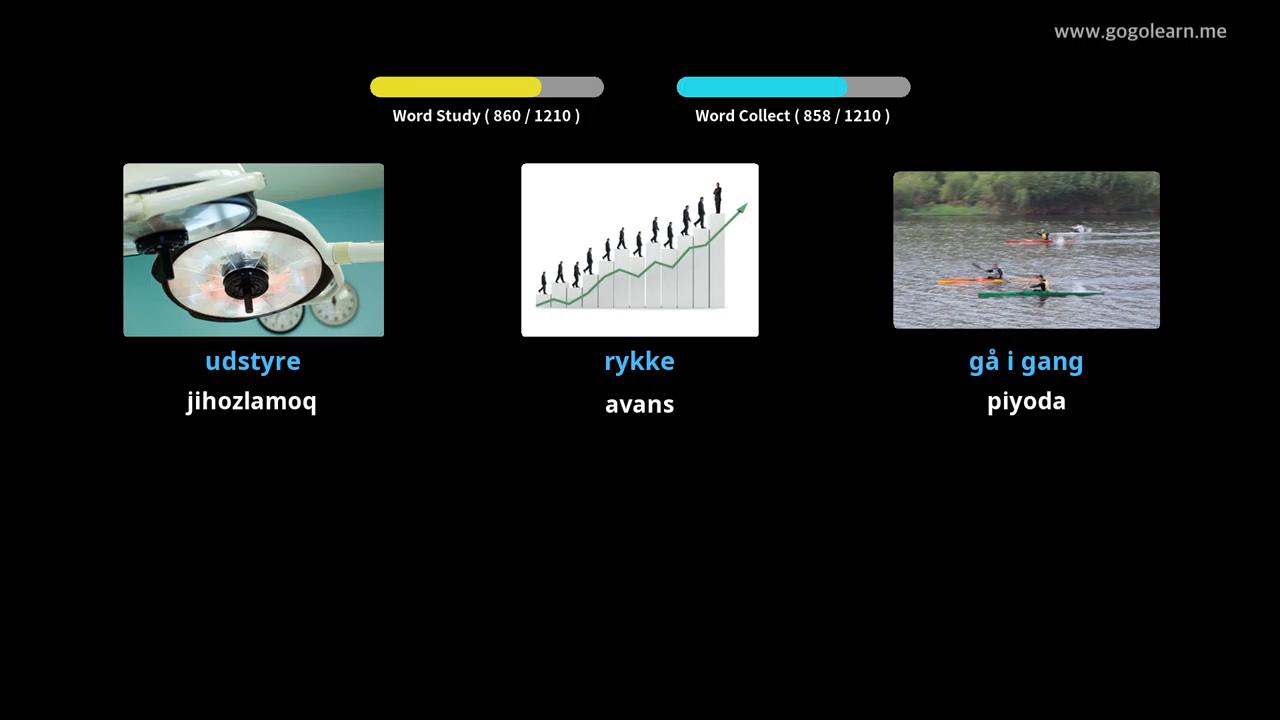 www.gogolearn.me
Word Study ( 860 / 1210 )
Word Collect ( 858 / 1210 )
udstyre
jihozlamoq
rykke
avans
gå i gang
piyoda